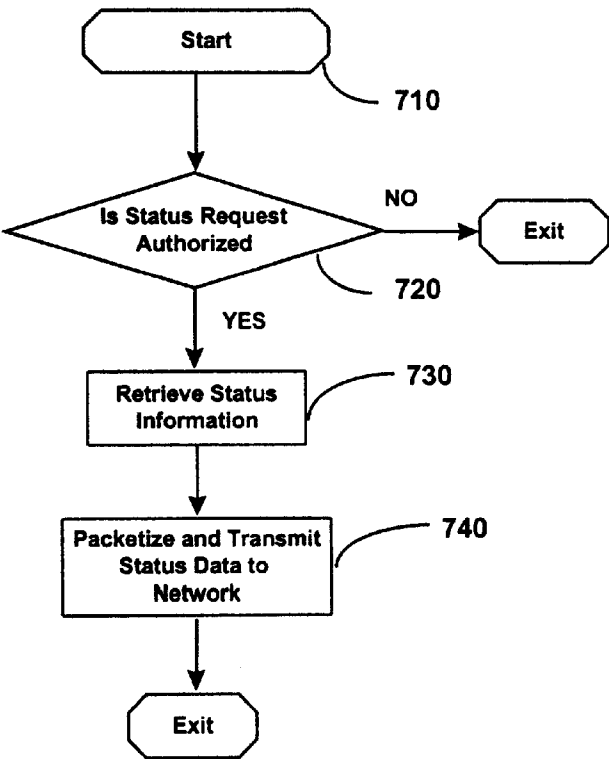 Start
710
Is Status Request
Authorized
NO
Exit
720
YES
Retrieve Status
Information
730
Packetize and Transmit
Status Data to
Network
740
Exit